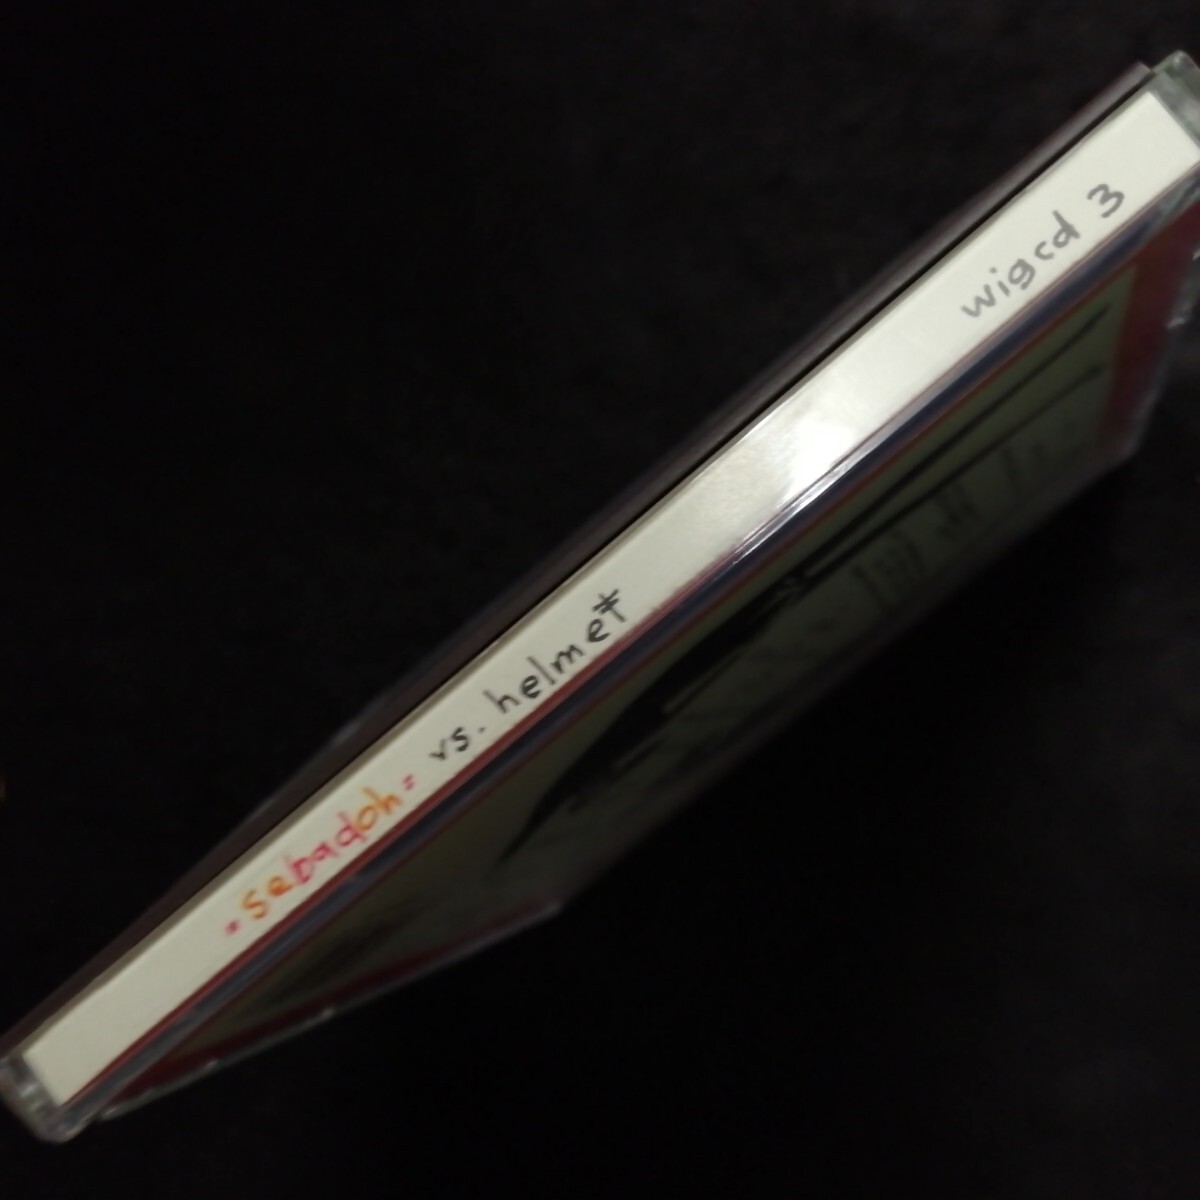 "sebadoh" vs. helmet
wigcd 3